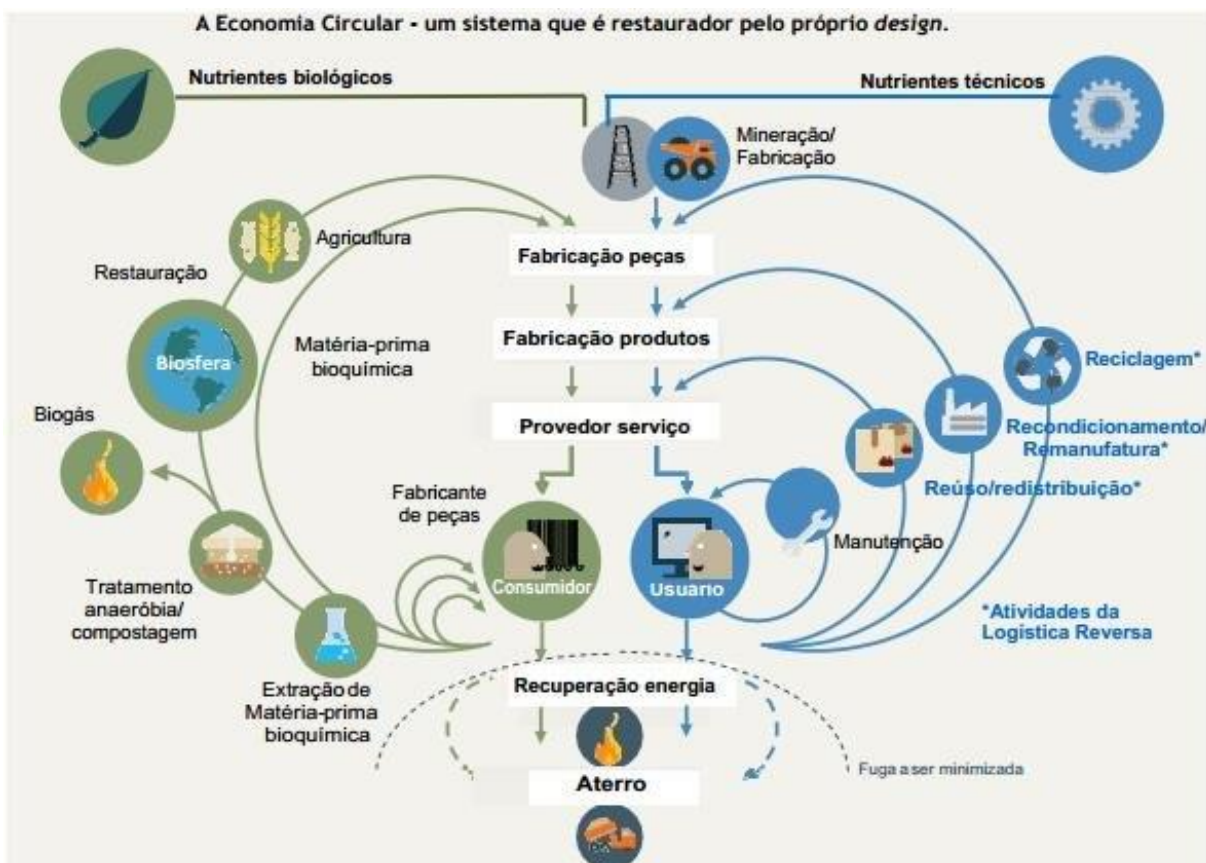 A Economia Circular - um sistema que é restaurador pelo próprio design.
Nutrientes biológicos
Nutrientes técnicos
Mineração/
Fabricação
Agricultura
Fabricação peças
Restauração
Fabricação produtos
Matéria-prima
bioquímica
Biosfera
Reciclagem*
Biogás
Provedor serviço
Recondicionamento/
Remanufatura*
Reúso/redistribuição*
Fabricante
de peças
Manutenção
Consumidor
Usuário
Tratamento
anaeróbia/
compostagem
*Atividades da
Logística Reversa
Extração de
Matéria-prima
bioquímica
Recuperação energia
Fuga a ser minimizada
Aterro